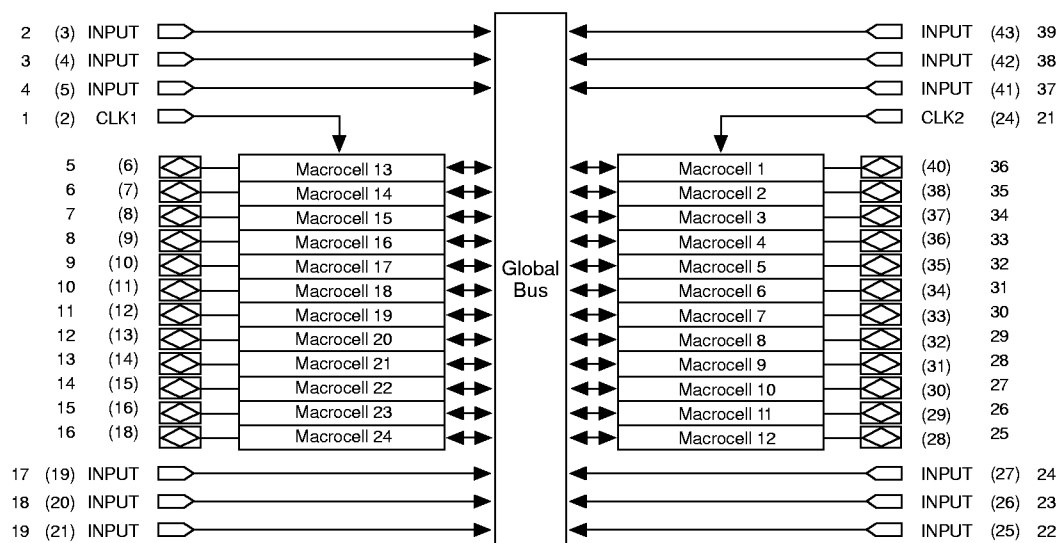 2 (3) INPUT INPUT (43) 39
3 (4) INPUT INPUT (42) 38
4 (5) INPUT INPUT (41) 37
1 (2) CLK1 CLK2 (24) 21
5 (6) Macrocell 13 Macrocell 1 (40) 36
6 (7) Macrocell 14 Macrocell 2 (38) 35
7 (8) Macrocell 15 Macrocell 3 (37) 34
8 (9) Macrocell 16 Macrocell 4 (36) 33
9 (10) Macrocell 17 Global Macrocell 5 (35) 32
10 (11) Macrocell 18 Bus Macrocell 6 (34) 31
11 (12) Macrocell 19 Macrocell 7 (33) 30
12 (13) Macrocell 20 Macrocell 8 (32) 29
13 (14) Macrocell 21 Macrocell 9 (31) 28
14 (15) Macrocell 22 Macrocell 10 (30) 27
15 (16) Macrocell 23 Macrocell 11 (29) 26
16 (18) Macrocell 24 Macrocell 12 (28) 25
17 (19) INPUT INPUT (27) 24
18 (20) INPUT INPUT (26) 23
19 (21) INPUT INPUT (25) 22